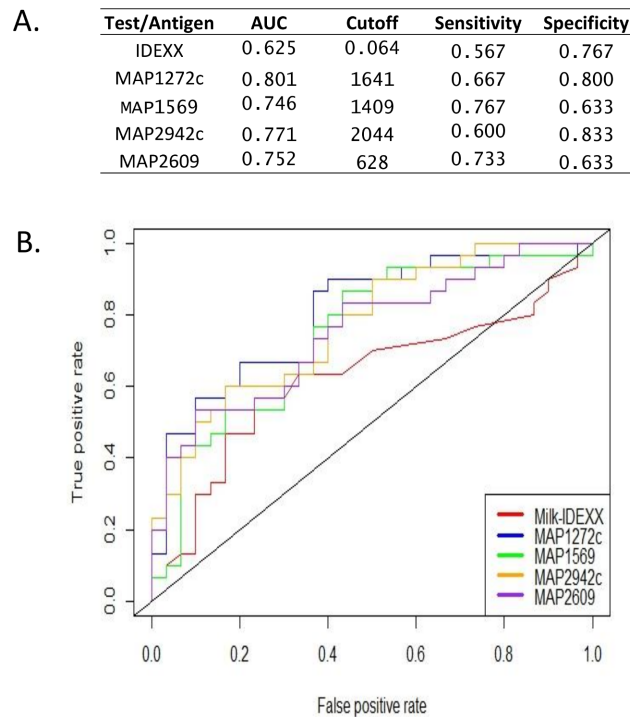 A.
Test/Antigen AUC Cutoff Sensitivity Specificity
IDEXX 0.625 0.064 0.567 0.767
MAP1272c 0.801 1641 0.667 0.800
MAP1569 0.746 1409 0.767 0.633
MAP2942c 0.771 2044 0.600 0.833
MAP2609 0.752 628 0.733 0.633
B.
True positive rate
1.0
0.8
0.6
0.4
0.2
0.0
Milk-IDEXX
MAP1272c
MAP1569
MAP2942c
MAP2609
0.0 0.2 0.4 0.6 0.8 1.0
False positive rate